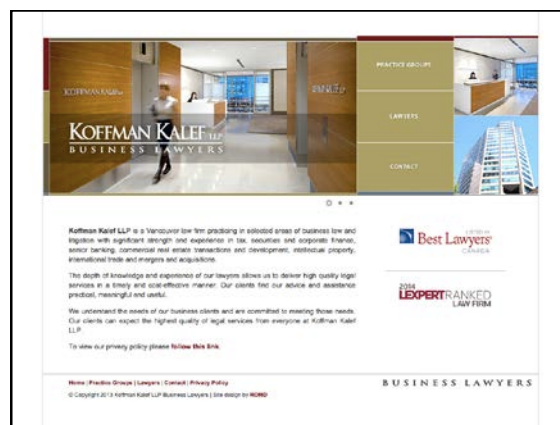 PRACTICE GROUPS
LAWYERS
CONTACT
KOFFMAN KALEF LLP
BUSINESS LAWYERS
Koffman Kalef LLP is a Vancouver law firm practising in selected areas of business law and
litigation with significant strength and experience in tax, securities and corporate finance,
senior banking, commercial real estate transactions and development, intellectual property,
international trade and mergers and acquisitions.
The depth of knowledge and experience of our lawyers allows us to deliver high quality legal
services in a timely and cost-effective manner. Our clients find our advice and assistance
practical, meaningful and useful.
We understand the needs of our business clients and are committed to meeting those needs.
Our clients can expect the highest quality of legal services from everyone at Koffman Kalef
LLP.
To view our privacy policy please follow this link.
Best Lawyers
CANADA
2014
LEXPERT RANKED
LAW FIRM
Home | Practice Groups | Lawyers | Contact | Privacy Policy
© Copyright 2013 Koffman Kalef LLP Business Lawyers | Site design by
BUSINESS LAWYERS